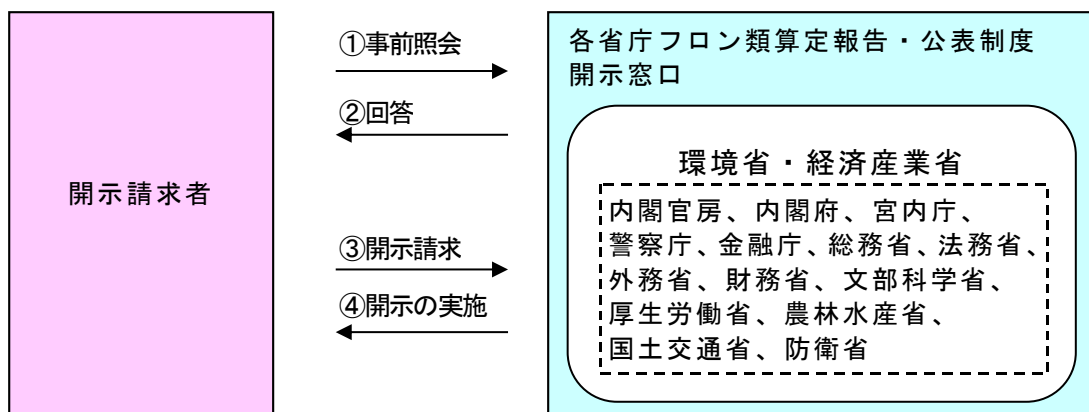 開示請求者
①事前照会
②回答
③開示請求
④開示の実施
各省庁フロン類算定報告・公表制度
開示窓口
環境省・経済産業省
内閣官房、内閣府、宮内庁、
警察庁、金融庁、総務省、法務省、
外務省、財務省、文部科学省、
厚生労働省、農林水産省、
国土交通省、防衛省